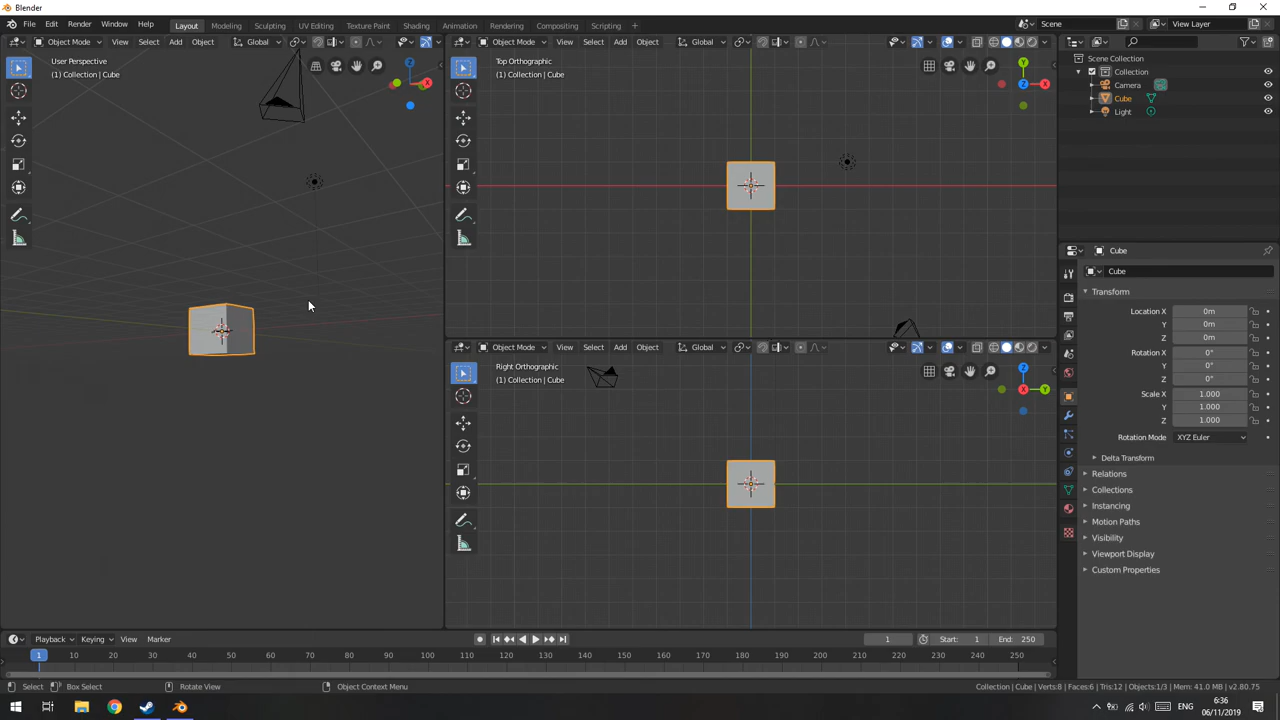 Blender
File Edit Render Window Help Layout Modeling Sculpting UV Editing Texture Paint Shading Animation Rendering Compositing Scripting + Scene View Layer
Object Mode View Select Add Object Global
User Perspective
(1) Collection | Cube
Z
X
Object Mode View Select Add Object Global
Top Orthographic
(1) Collection | Cube
Y
Z
X
Object Mode View Select Add Object Global
Right Orthographic
(1) Collection | Cube
Z
X
Y
Scene Collection
Collection
Camera
Cube
Light
Cube
Cube
Transform
Location X 0m
Y 0m
Z 0m
Rotation X 0°
Y 0°
Z 0°
Scale X 1.000
Y 1.000
Z 1.000
Rotation Mode XYZ Euler
Delta Transform
Relations
Collections
Instancing
Motion Paths
Visibility
Viewport Display
Custom Properties
Playback Keying View Marker 1 Start: 1 End: 250
1 10 20 30 40 50 60 70 80 90 100 110 120 130 140 150 160 170 180 190 200 210 220 230 240 250
Select Box Select Rotate View Object Context Menu Collection | Cube | Verts:8 | Faces:6 | Tris:12 | Objects:1/3 | Mem: 41.0 MB | v2.80.75
ENG 6:36
06/11/2019